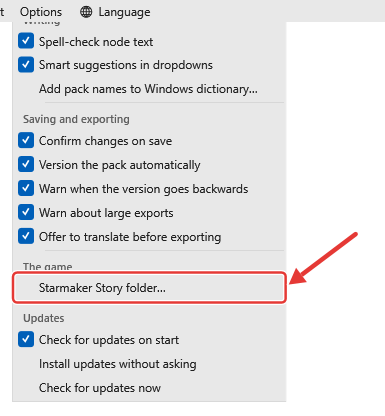 t Options Language
Writing
Spell-check node text
Smart suggestions in dropdowns
Add pack names to Windows dictionary...
Saving and exporting
Confirm changes on save
Version the pack automatically
Warn when the version goes backwards
Warn about large exports
Offer to translate before exporting
The game
Starmaker Story folder...
Updates
Check for updates on start
Install updates without asking
Check for updates now